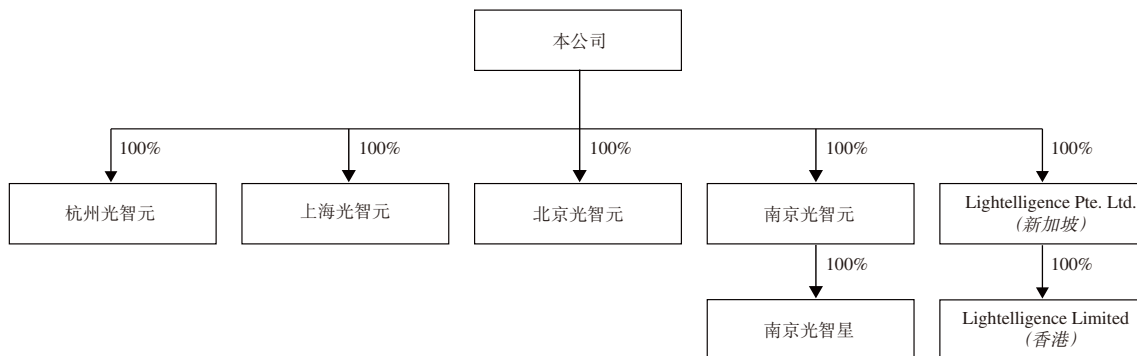 本公司
100%
100%
100%
100%
100%
杭州光智元
上海光智元
北京光智元
南京光智元
Lightelligence Pte. Ltd.
（新加坡）
100%
100%
南京光智星
Lightelligence Limited
（香港）